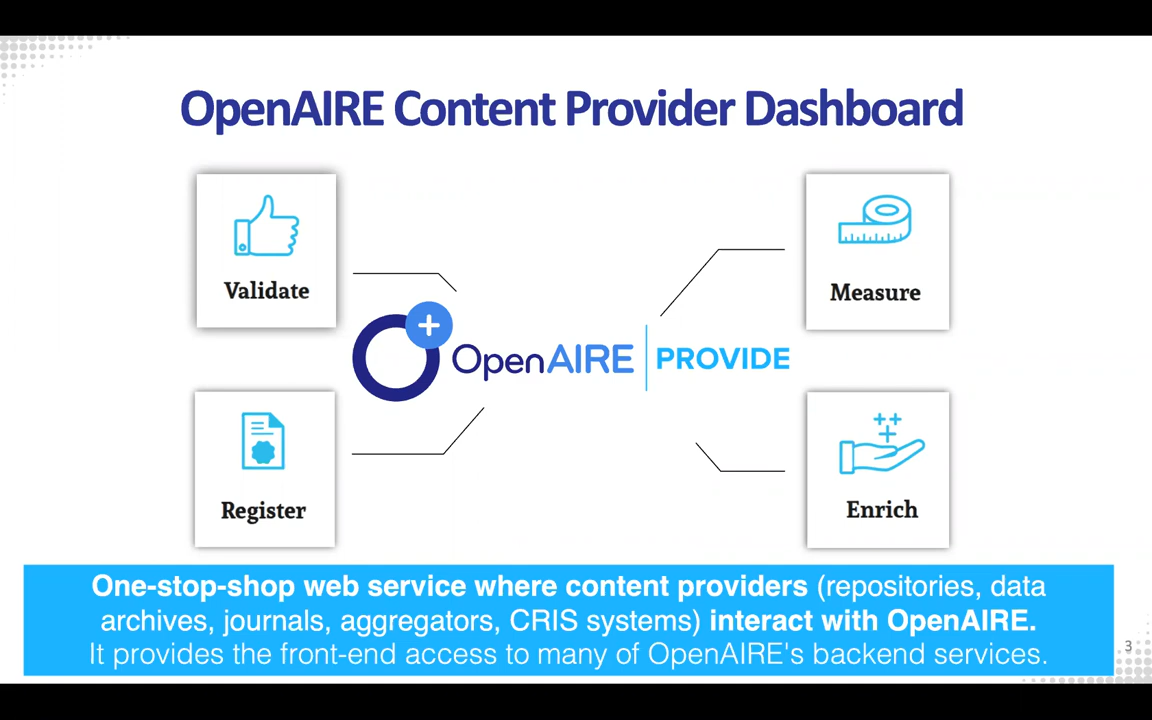 OpenAIRE Content Provider Dashboard
Validate
Measure
OpenAIRE | PROVIDE
Register
Enrich
One-stop-shop web service where content providers (repositories, data
archives, journals, aggregators, CRIS systems) interact with OpenAIRE.
It provides the front-end access to many of OpenAIRE's backend services.
3